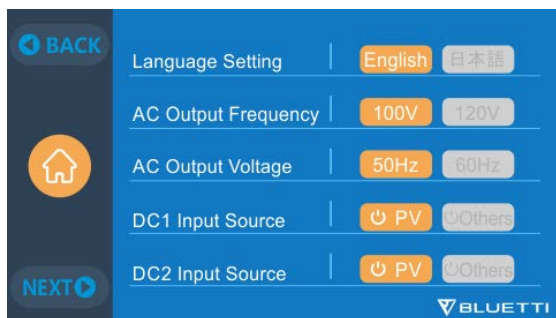 BACK
Language Setting English 日本語
AC Output Frequency 100V 120V
AC Output Voltage 50Hz 60Hz
DC1 Input Source PV Others
DC2 Input Source PV Others
NEXT
BLUETTI